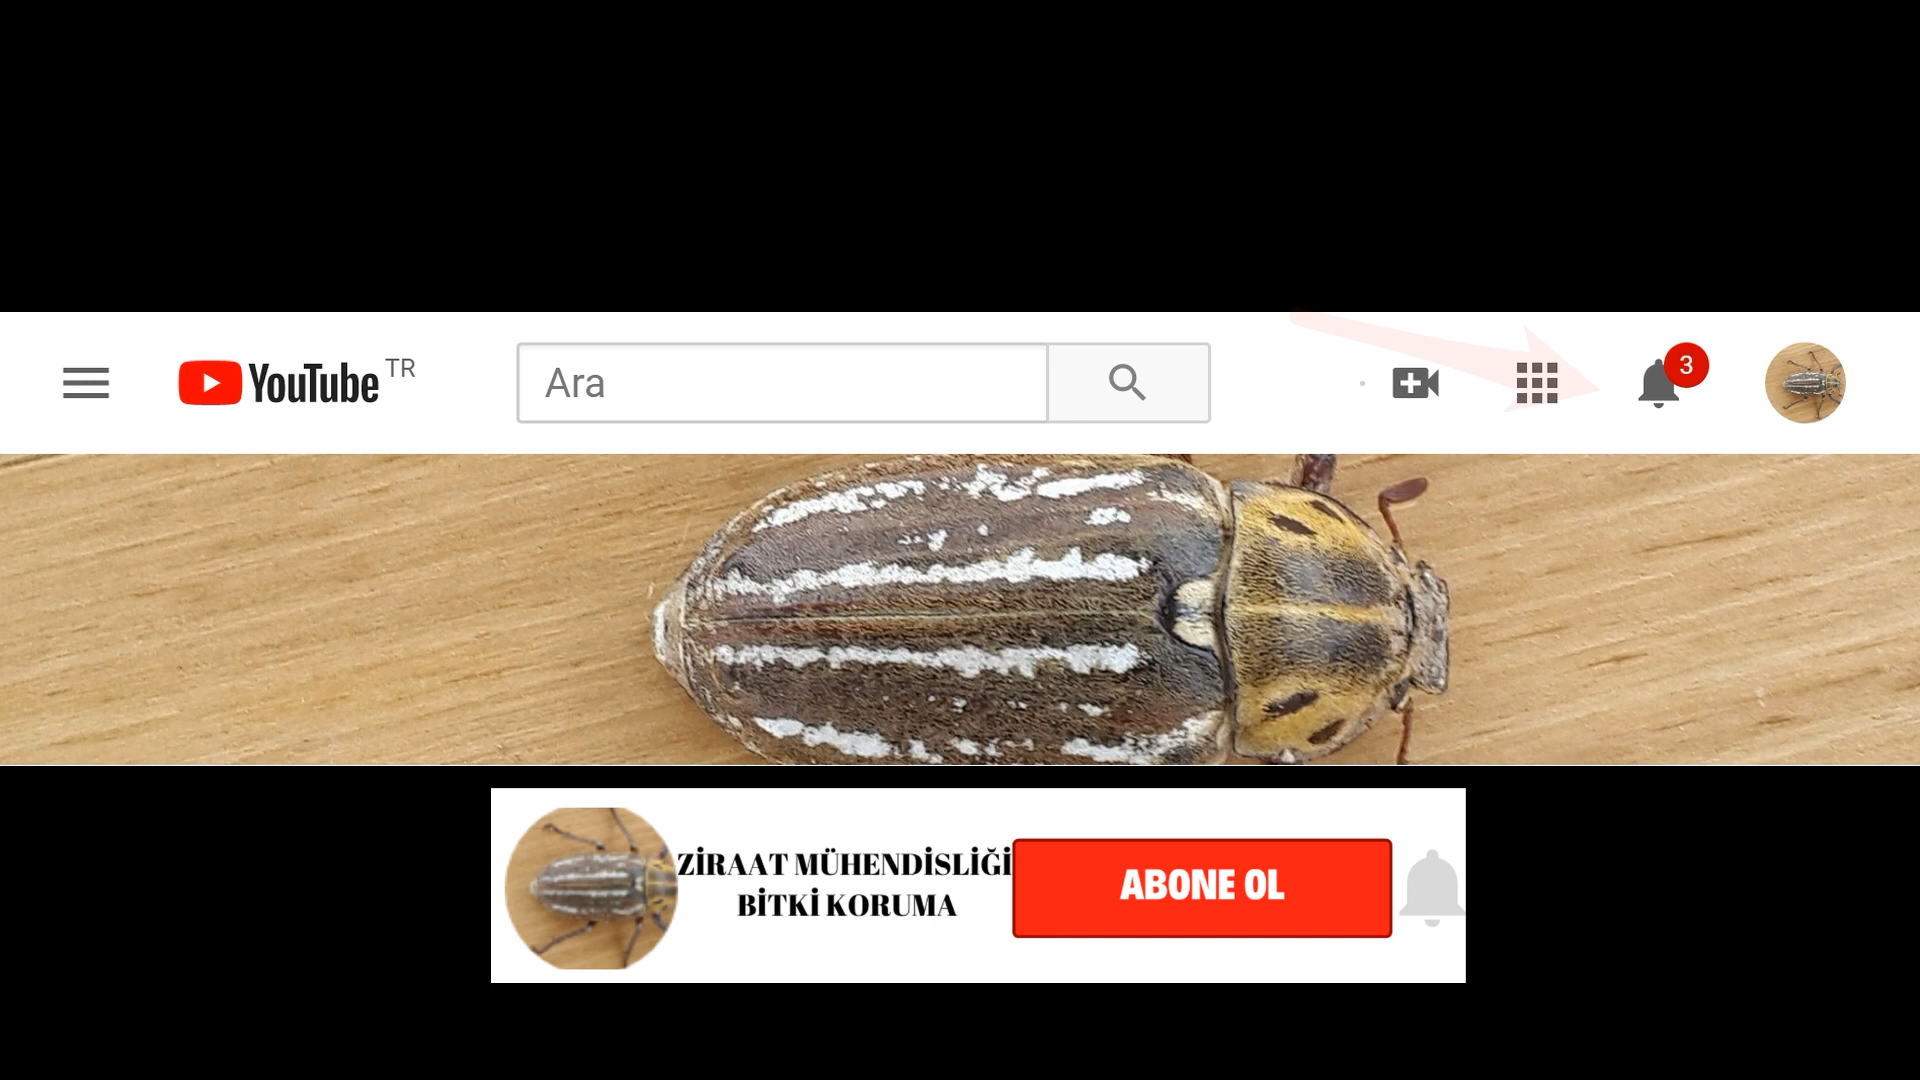 YouTube TR
Ara
3
ZİRAAT MÜHENDİSLİĞİ
BİTKİ KORUMA
ABONE OL